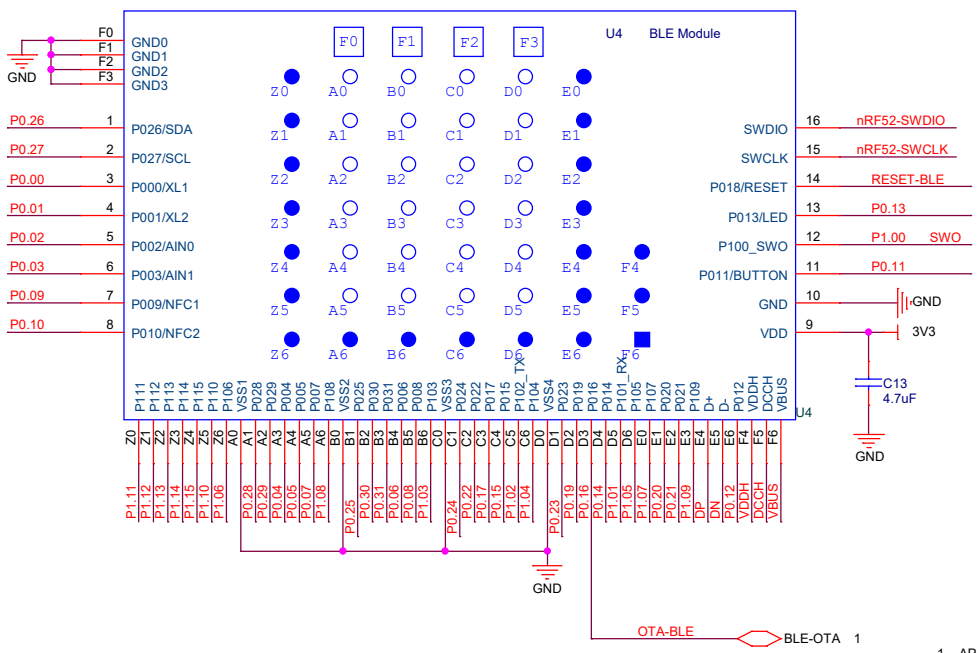 F0
F1
F2
F3
GND
GND0
GND1
GND2
GND3
F0 F1 F2 F3
U4 BLE Module
Z0 A0 B0 C0 D0 E0
Z1 A1 B1 C1 D1 E1
Z2 A2 B2 C2 D2 E2
Z3 A3 B3 C3 D3 E3
Z4 A4 B4 C4 D4 E4 F4
Z5 A5 B5 C5 D5 E5 F5
Z6 A6 B6 C6 D6 E6 F6
P0.26 1 P026/SDA
P0.27 2 P027/SCL
P0.00 3 P000/XL1
P0.01 4 P001/XL2
P0.02 5 P002/AIN0
P0.03 6 P003/AIN1
P0.09 7 P009/NFC1
P0.10 8 P010/NFC2
SWDIO 16 nRF52-SWDIO
SWCLK 15 nRF52-SWCLK
P018/RESET 14 RESET-BLE
P013/LED 13 P0.13
P100_SWO 12 P1.00 SWO
P011/BUTTON 11 P0.11
GND 10 GND
VDD 9 3V3
C13
4.7uF
GND
U4
P111 P112 P113 P114 P115 P110 P106 VSS1 P028 P029 P004 P005 P007 P108 VSS2 P025 P030 P031 P006 P008 P103 VSS3 P024 P022 P017 P015 P102_TX P104 VSS4 P023 P019 P016 P014 P101_RX P105 P107 P020 P021 P109 D+ D- P012 VDDH DCCH VBUS
Z0 Z1 Z2 Z3 Z4 Z5 Z6 A0 A1 A2 A3 A4 A5 A6 B0 B1 B2 B3 B4 B5 B6 C0 C1 C2 C3 C4 C5 C6 D0 D1 D2 D3 D4 D5 D6 E0 E1 E2 E3 E4 E5 E6 F4 F5 F6
P1.11 P1.12 P1.13 P1.14 P1.15 P1.10 P1.06 P0.28 P0.29 P0.04 P0.05 P0.07 P1.08 P0.25 P0.30 P0.31 P0.06 P0.08 P1.03 P0.24 P0.22 P0.17 P0.15 P1.02 P1.04 P0.23 P0.19 P0.16 P0.14 P1.01 P1.05 P1.07 P0.20 P0.21 P1.09 DP DN P0.12 VDDH DCCH VBUS
GND
OTA-BLE BLE-OTA 1